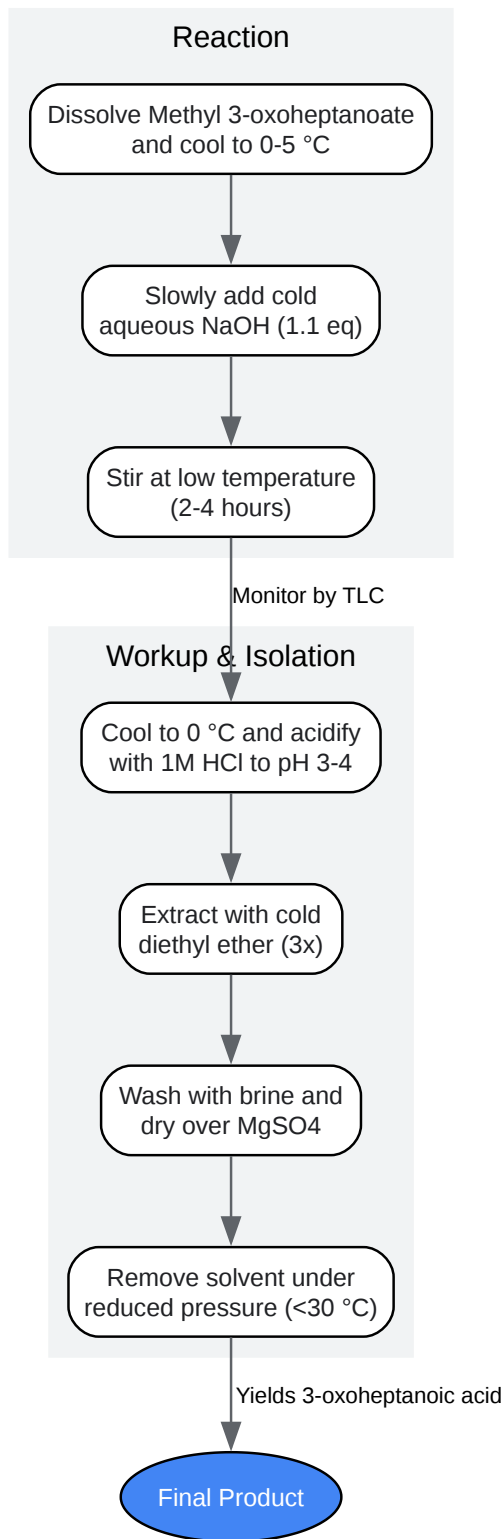 Reaction
Dissolve Methyl 3-oxoheptanoate
and cool to 0-5 °C
Slowly add cold
aqueous NaOH (1.1 eq)
Stir at low temperature
(2-4 hours)
Monitor by TLC
Workup & Isolation
Cool to 0 °C and acidify
with 1M HCl to pH 3-4
Extract with cold
diethyl ether (3x)
Wash with brine and
dry over MgSO4
Remove solvent under
reduced pressure (<30 °C)
Yields 3-oxoheptanoic acid
Final Product